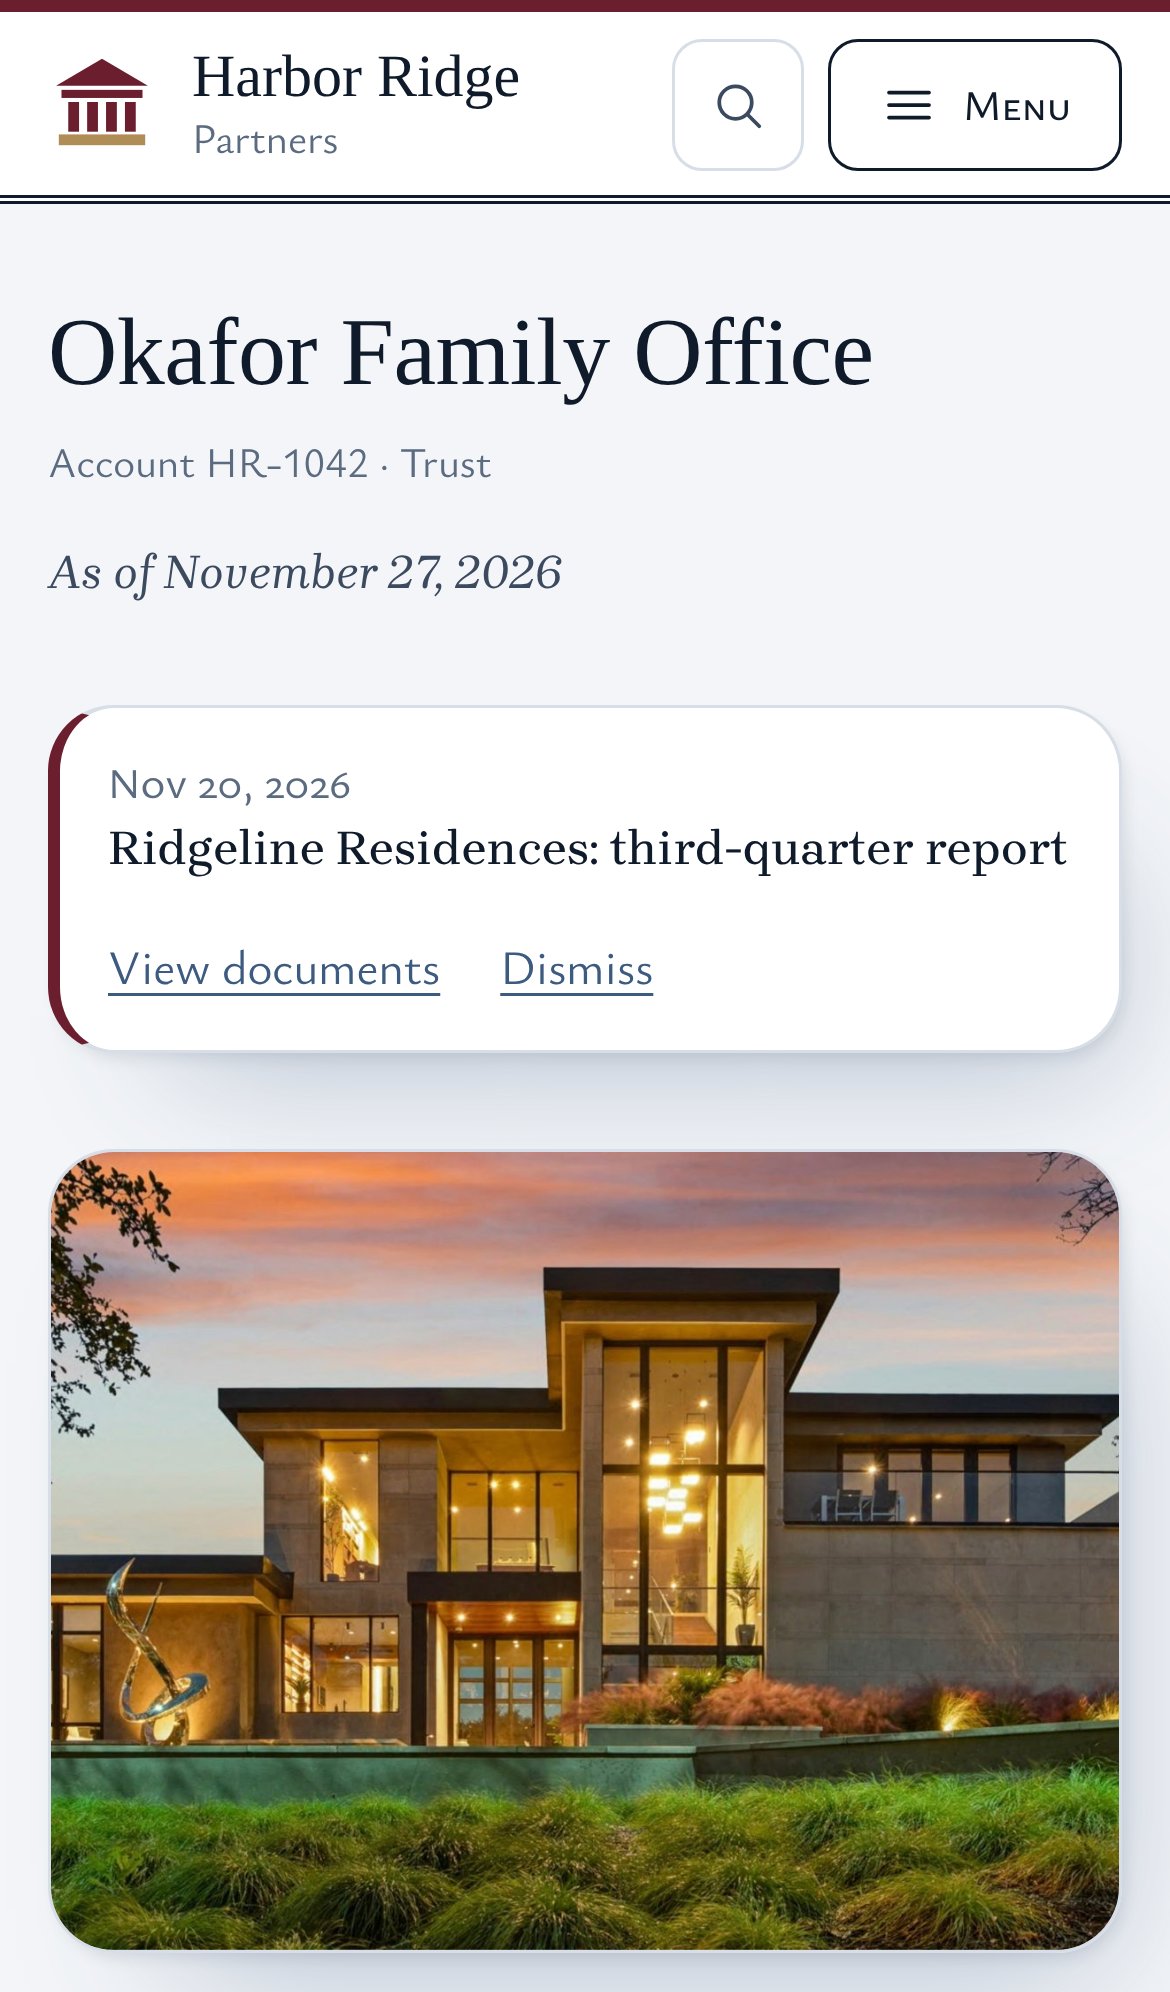 Harbor Ridge
Partners
Menu
Okafor Family Office
Account HR-1042 · Trust
As of November 27, 2026
Nov 20, 2026
Ridgeline Residences: third-quarter report
View documents Dismiss